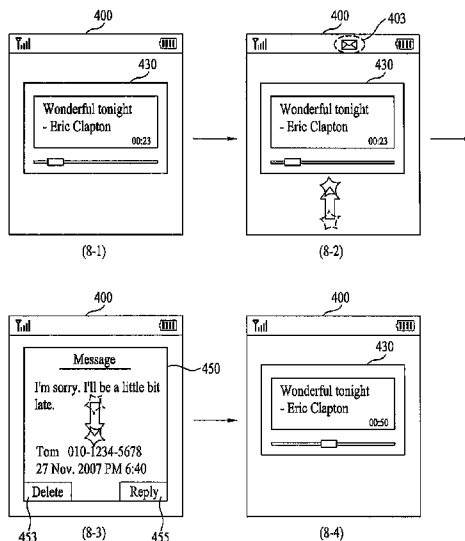 400
430
Wonderful tonight
- Eric Clapton
00:23
(8-1)
400
403
430
Wonderful tonight
- Eric Clapton
00:23
(8-2)
400
450
Message
I'm sorry. I'll be a little bit
late.
Tom 010-1234-5678
27 Nov. 2007 PM 6:40
Delete Reply
453
(8-3)
455
400
430
Wonderful tonight
- Eric Clapton
00:50
(8-4)